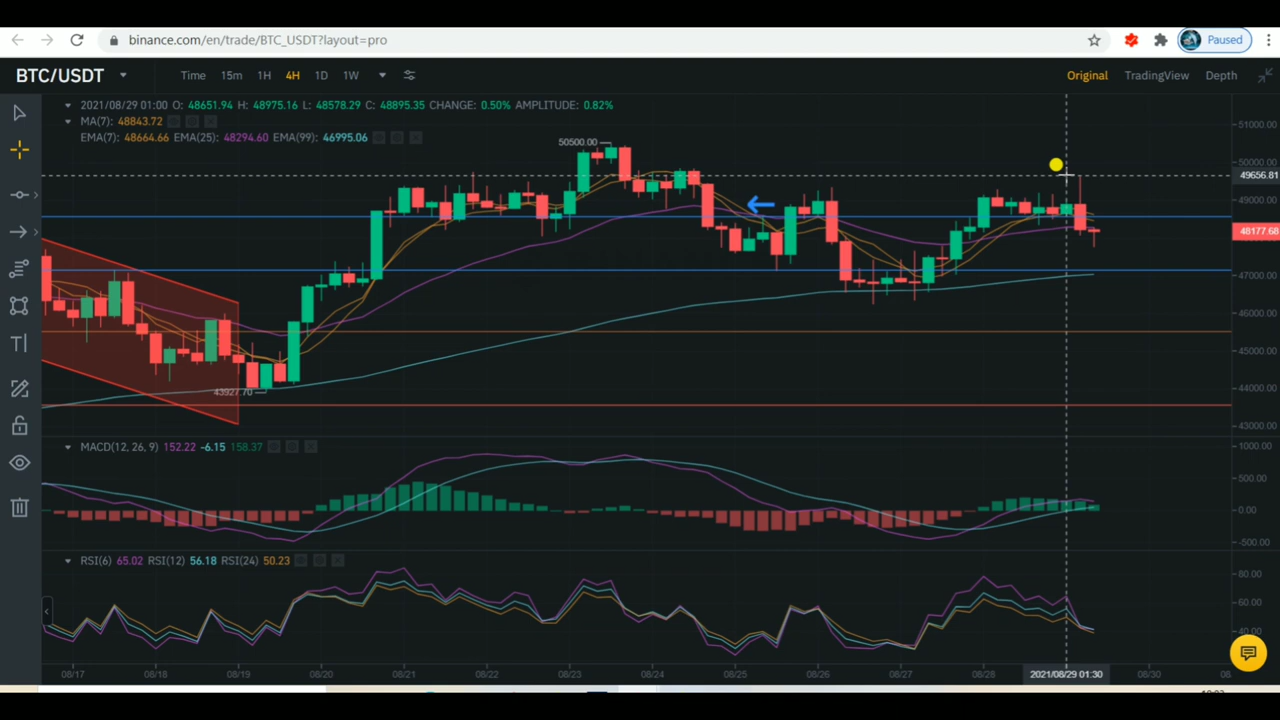 binance.com/en/trade/BTC_USDT?layout=pro
Paused
BTC/USDT
Time 15m 1H 4H 1D 1W
Original TradingView Depth
2021/08/29 01:00 O: 48651.94 H: 48975.16 L: 48578.29 C: 48895.35 CHANGE: 0.50% AMPLITUDE: 0.82%
MA(7): 48843.72
EMA(7): 48664.66 EMA(25): 48294.60 EMA(99): 46995.06
50500.00
43927.70
51000.00
50000.00
49656.81
49000.00
48177.68
47000.00
46000.00
45000.00
44000.00
43000.00
MACD(12, 26, 9) 152.22 -6.15 158.37
1000.00
500.00
0.00
-500.00
RSI(6) 65.02 RSI(12) 56.18 RSI(24) 50.23
80.00
60.00
40.00
08/17 08/18 08/19 08/20 08/21 08/22 08/23 08/24 08/25 08/26 08/27 08/28 2021/08/29 01:30 08/30